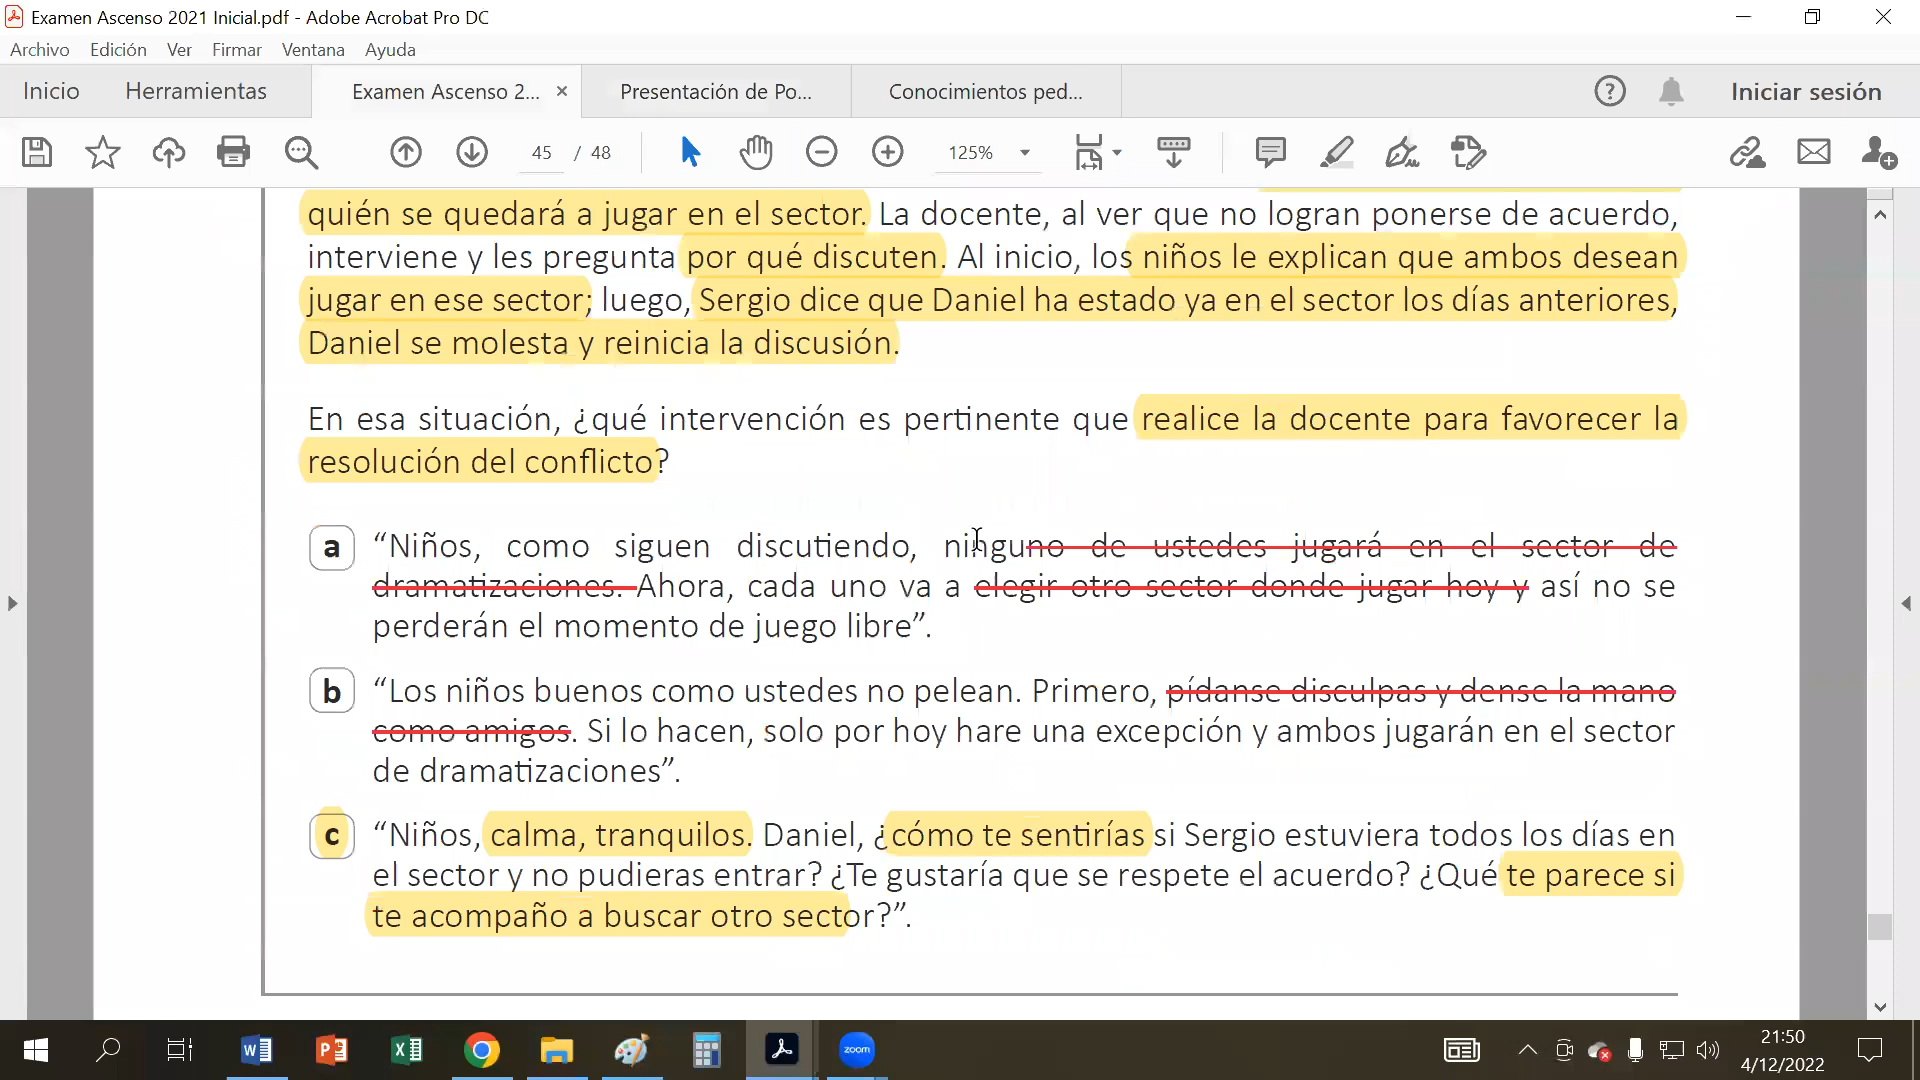 Examen Ascenso 2021 Inicial.pdf - Adobe Acrobat Pro DC
Archivo Edición Ver Firmar Ventana Ayuda
Inicio Herramientas Examen Ascenso 2... × Presentación de Po... Conocimientos ped... Iniciar sesión
45 / 48 125%
quién se quedará a jugar en el sector. La docente, al ver que no logran ponerse de acuerdo,
interviene y les pregunta por qué discuten. Al inicio, los niños le explican que ambos desean
jugar en ese sector; luego, Sergio dice que Daniel ha estado ya en el sector los días anteriores,
Daniel se molesta y reinicia la discusión.
En esa situación, ¿qué intervención es pertinente que realice la docente para favorecer la
resolución del conflicto?
a “Niños, como siguen discutiendo, ninguno de ustedes jugará en el sector de
dramatizaciones. Ahora, cada uno va a elegir otro sector donde jugar hoy y así no se
perderán el momento de juego libre”.
b “Los niños buenos como ustedes no pelean. Primero, pídanse disculpas y dense la mano
como amigos. Si lo hacen, solo por hoy hare una excepción y ambos jugarán en el sector
de dramatizaciones”.
c “Niños, calma, tranquilos. Daniel, ¿cómo te sentirías si Sergio estuviera todos los días en
el sector y no pudieras entrar? ¿Te gustaría que se respete el acuerdo? ¿Qué te parece si
te acompaño a buscar otro sector?”.
zoom
21:50
4/12/2022